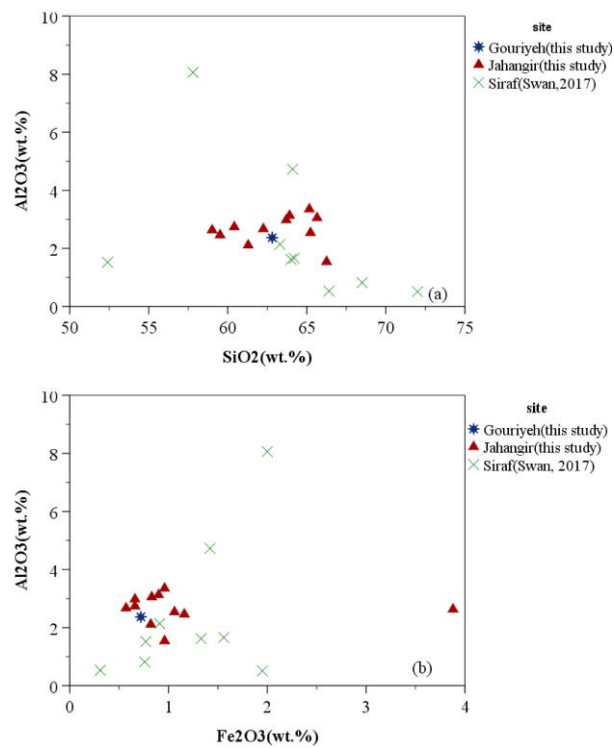 site
Gouriyeh(this study)
Jahangir(this study)
Siraf(Swan,2017)
10
8
6
4
2
0
Al2O3(wt.%)
(a)
50 55 60 65 70 75
SiO2(wt.%)
site
Gouriyeh(this study)
Jahangir(this study)
Siraf(Swan, 2017)
10
8
6
4
2
0
Al2O3(wt.%)
(b)
0 1 2 3 4
Fe2O3(wt.%)